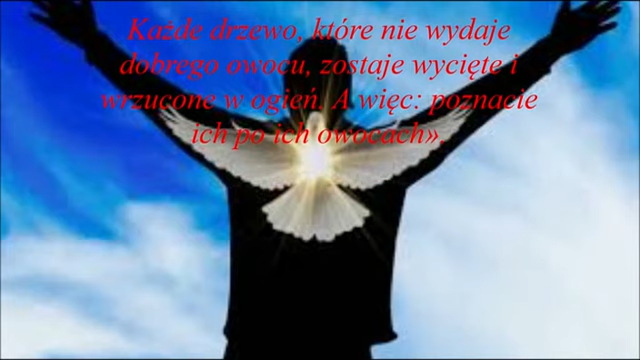 Każde drzewo, które nie wydaje
dobrego owocu, zostaje wycięte i
wrzucone w ogień. A więc: poznacie
ich po ich owocach».